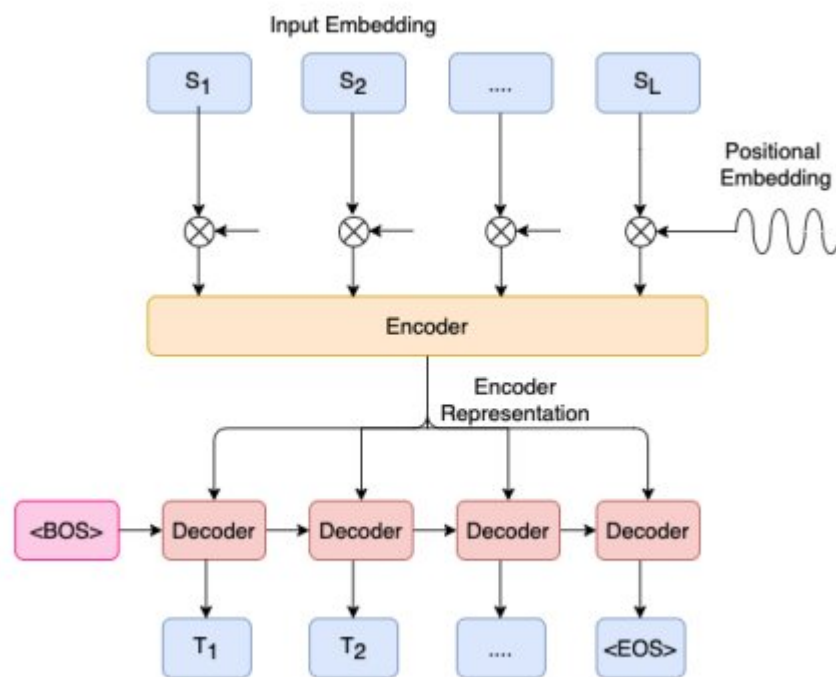 Input Embedding
S1
S2
....
SL
Positional
Embedding
Encoder
Encoder
Representation
<BOS>
Decoder
Decoder
Decoder
Decoder
T1
T2
....
<EOS>